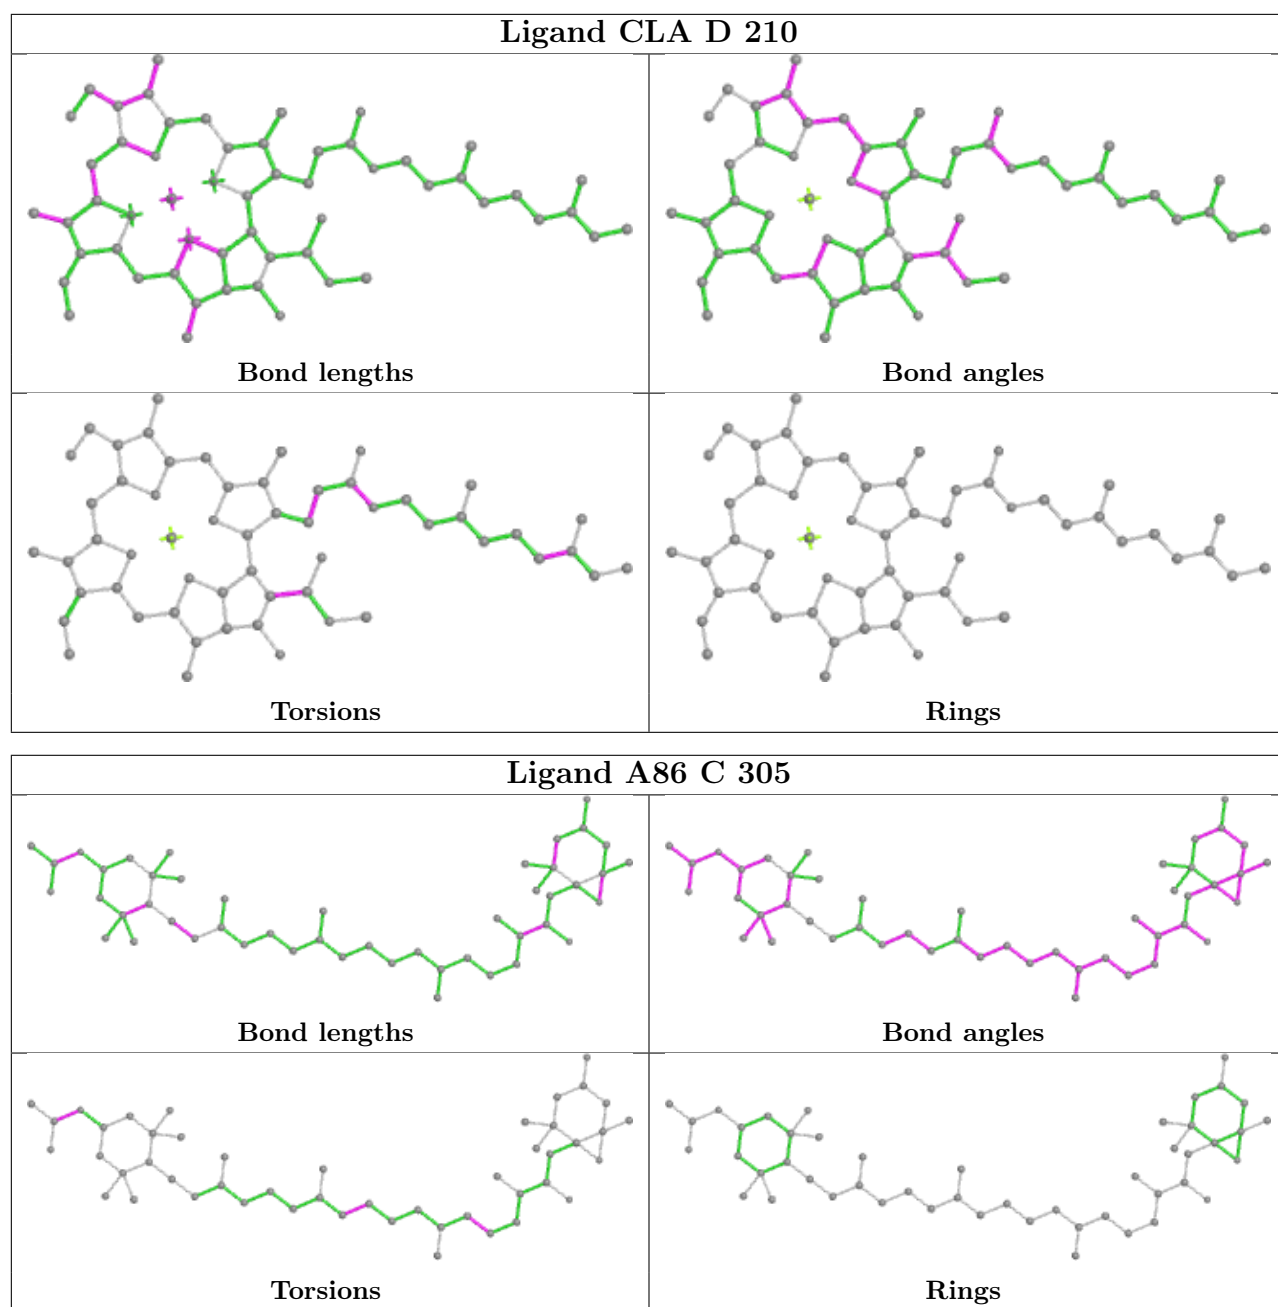 Ligand CLA D 210
Bond lengths
Bond angles
Torsions
Rings
Ligand A86 C 305
Bond lengths
Bond angles
Torsions
Rings